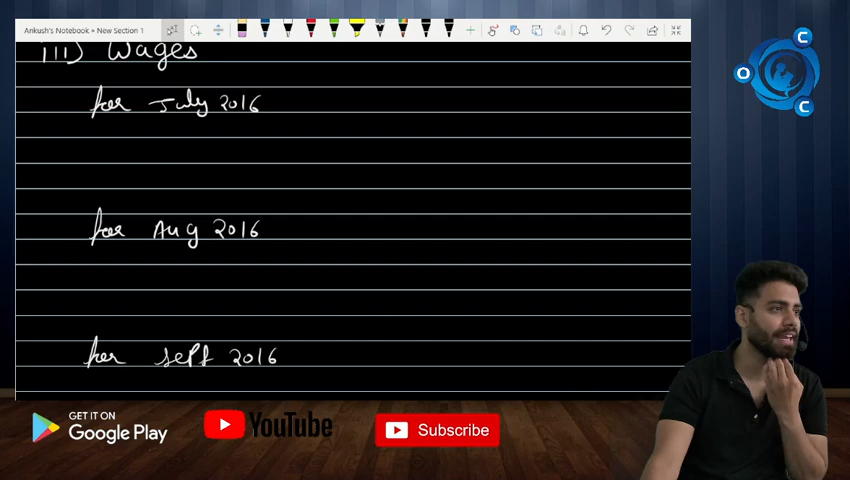 Ankush's Notebook » New Section 1
III) Wages
for July 2016
for Aug 2016
for Sept 2016
C
O
C
GET IT ON
Google Play
YouTube
Subscribe